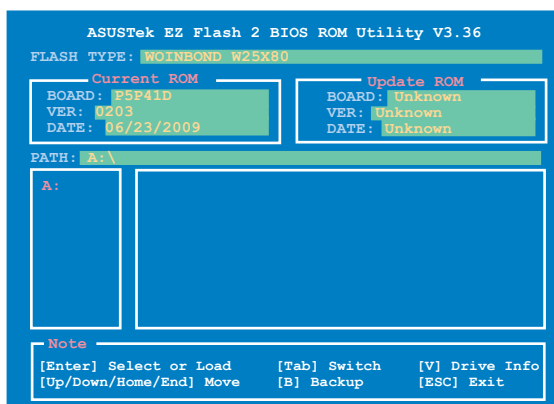 ASUSTek EZ Flash 2 BIOS ROM Utility V3.36
FLASH TYPE: WOINBOND W25X80
Current ROM
BOARD: P5P41D
VER: 0203
DATE: 06/23/2009
Update ROM
BOARD: Unknown
VER: Unknown
DATE: Unknown
PATH: A:\
A:
Note
[Enter] Select or Load [Tab] Switch [V] Drive Info
[Up/Down/Home/End] Move [B] Backup [ESC] Exit